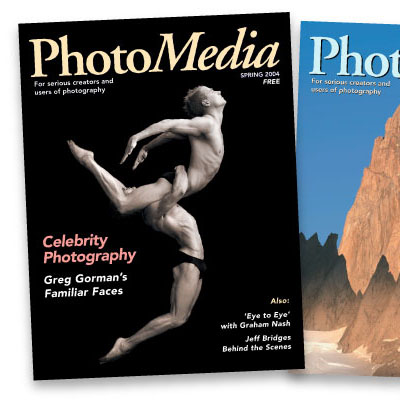 PhotoMedia
For serious creators and
users of photography
SPRING 2004
FREE
Celebrity
Photography
Greg Gorman's
Familiar Faces
Also:
'Eye to Eye'
with Graham Nash
Jeff Bridges
Behind the Scenes
Phot
For serious creators and
users of photography